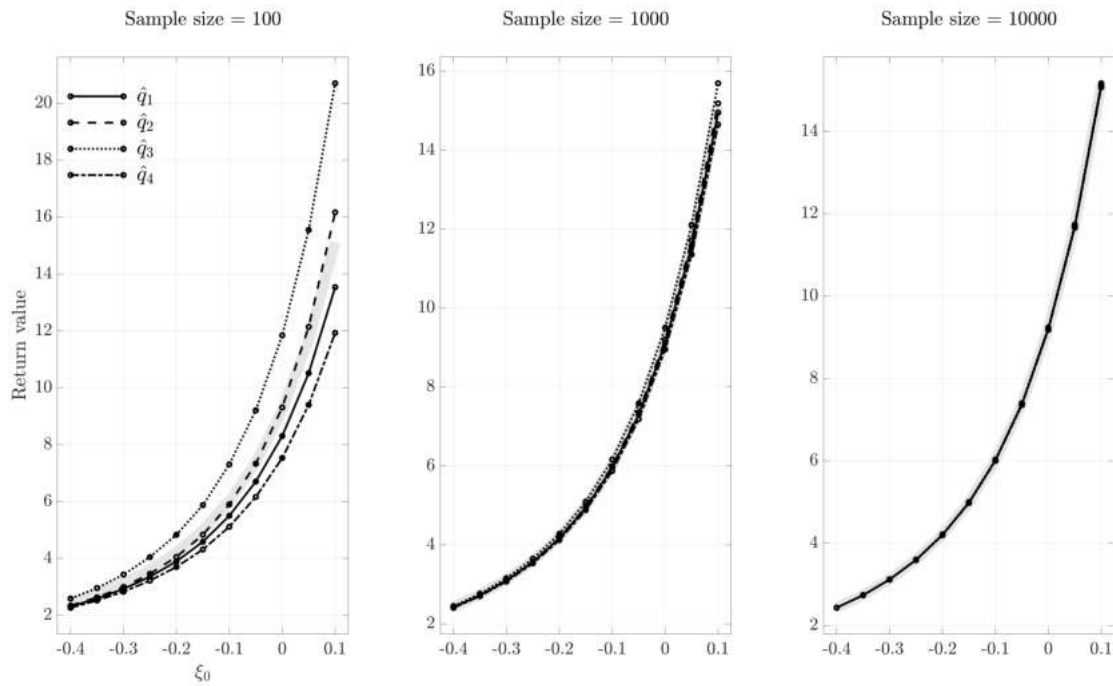 Sample size = 100
Sample size = 1000
Sample size = 10000
q̂₁
q̂₂
q̂₃
q̂₄
Return value
20
18
16
14
12
10
8
6
4
2
-0.4 -0.3 -0.2 -0.1 0 0.1
ξ₀
16
14
12
10
8
6
4
2
-0.4 -0.3 -0.2 -0.1 0 0.1
14
12
10
8
6
4
2
-0.4 -0.3 -0.2 -0.1 0 0.1